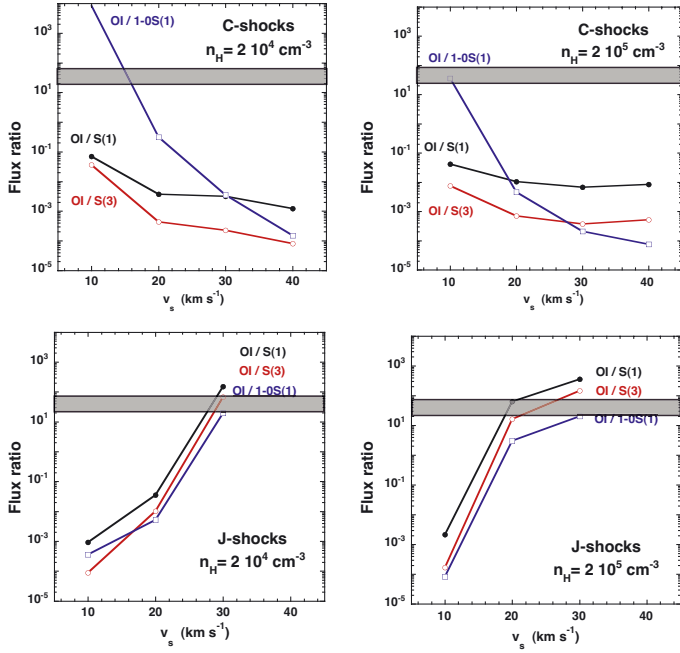 C-shocks
n_H = 2 10^4 cm^-3
OI / 1-0S(1)
OI / S(1)
OI / S(3)
Flux ratio
10^3
10^1
10^-1
10^-3
10^-5
10 20 30 40
v_s (km s^-1)
C-shocks
n_H = 2 10^5 cm^-3
OI / 1-0S(1)
OI / S(1)
OI / S(3)
Flux ratio
10^3
10^1
10^-1
10^-3
10^-5
10 20 30 40
v_s (km s^-1)
OI / S(1)
OI / S(3)
OI / 1-0S(1)
J-shocks
n_H = 2 10^4 cm^-3
Flux ratio
10^3
10^1
10^-1
10^-3
10^-5
10 20 30 40
v_s (km s^-1)
OI / S(1)
OI / S(3)
OI / 1-0S(1)
J-shocks
n_H = 2 10^5 cm^-3
Flux ratio
10^3
10^1
10^-1
10^-3
10^-5
10 20 30 40
v_s (km s^-1)